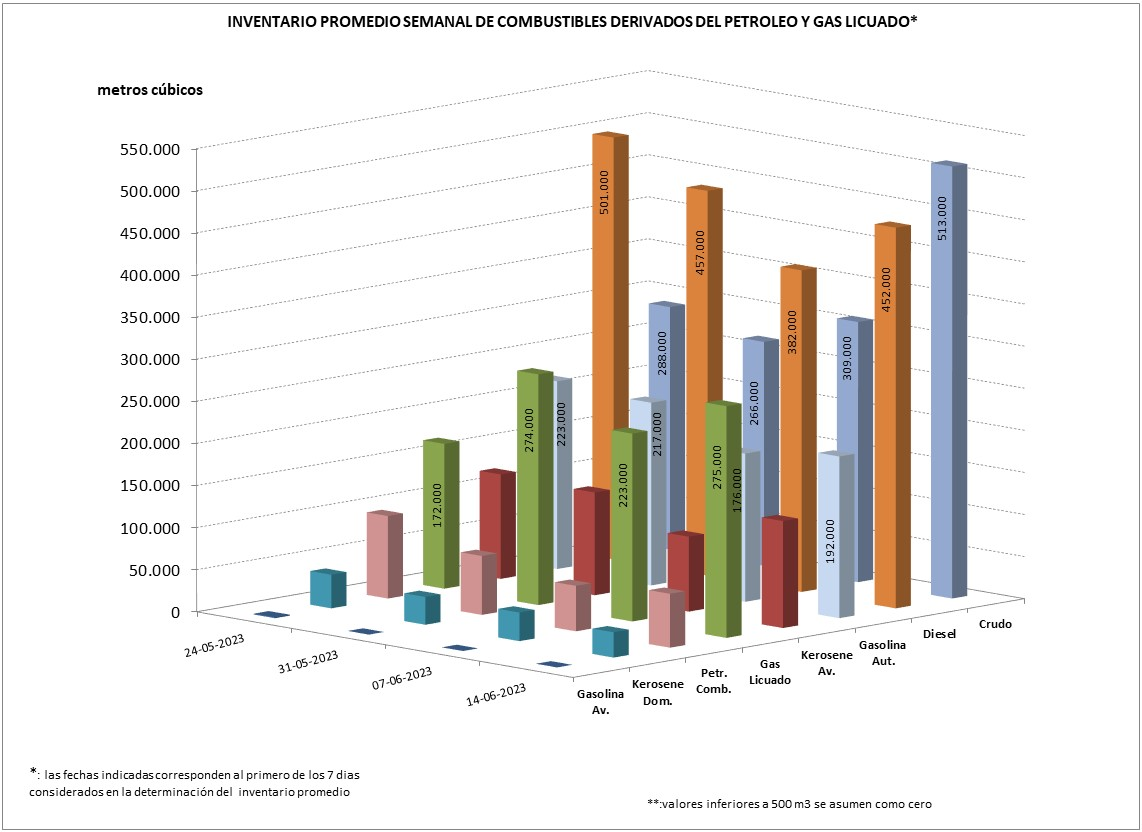 INVENTARIO PROMEDIO SEMANAL DE COMBUSTIBLES DERIVADOS DEL PETROLEO Y GAS LICUADO*
metros cúbicos
550.000
500.000
450.000
400.000
350.000
300.000
250.000
200.000
150.000
100.000
50.000
0
501.000
457.000
382.000
452.000
513.000
288.000
266.000
309.000
223.000
217.000
176.000
192.000
172.000
274.000
223.000
275.000
24-05-2023
31-05-2023
07-06-2023
14-06-2023
Gasolina
Av.
Kerosene
Dom.
Petr.
Comb.
Gas
Licuado
Kerosene
Av.
Gasolina
Aut.
Diesel
Crudo
*: las fechas indicadas corresponden al primero de los 7 dias
considerados en la determinación del inventario promedio
**:valores inferiores a 500 m3 se asumen como cero